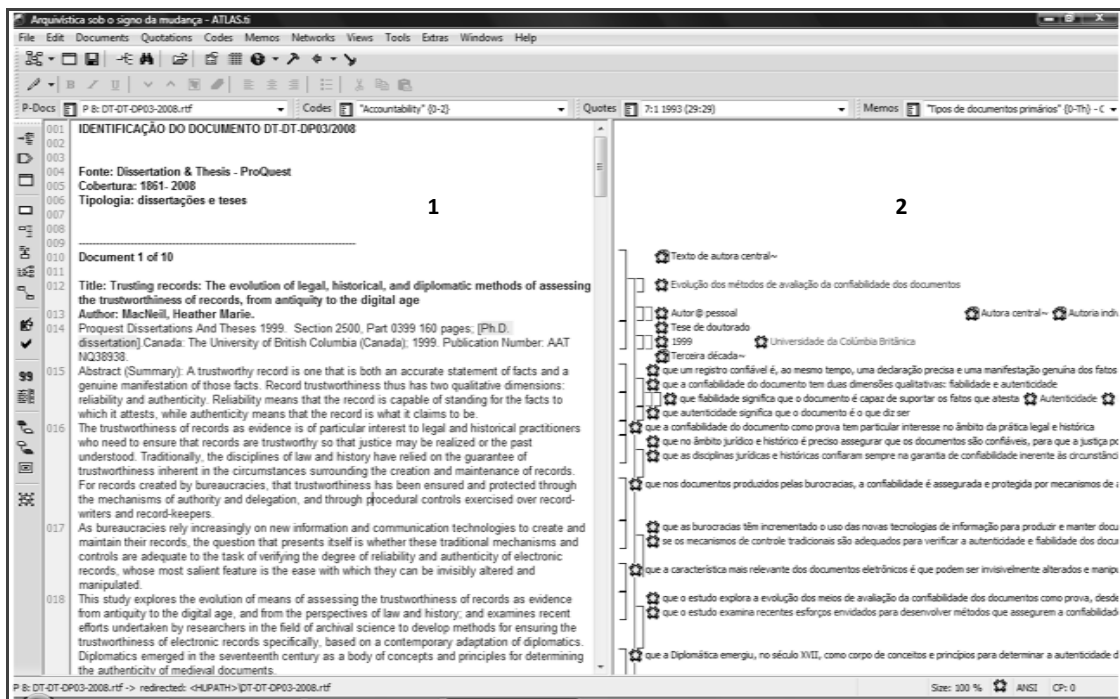 Arquivística sob o signo da mudança - ATLAS.ti
File Edit Documents Quotations Codes Memos Networks Views Tools Extras Windows Help
B I U
P-Docs P 8: DT-DT-DP03-2008.rtf Codes "Accountability" {0-2} Quotes 7:1 1993 (29:29) Memos "Tipos de documentos primários" {0-Th} - C
001 IDENTIFICAÇÃO DO DOCUMENTO DT-DT-DP03/2008
002
003
004 Fonte: Dissertation & Thesis - ProQuest
005 Cobertura: 1861- 2008
006 Tipologia: dissertações e teses
007
008
009 ----------------------------------------------------------------------
010 Document 1 of 10
011
012 Title: Trusting records: The evolution of legal, historical, and diplomatic methods of assessing
the trustworthiness of records, from antiquity to the digital age
013 Author: MacNeil, Heather Marie.
014 Proquest Dissertations And Theses 1999. Section 2500, Part 0399 160 pages; [Ph.D.
dissertation].Canada: The University of British Columbia (Canada); 1999. Publication Number: AAT
NQ38938.
015 Abstract (Summary): A trustworthy record is one that is both an accurate statement of facts and a
genuine manifestation of those facts. Record trustworthiness thus has two qualitative dimensions:
reliability and authenticity. Reliability means that the record is capable of standing for the facts to
which it attests, while authenticity means that the record is what it claims to be.
016 The trustworthiness of records as evidence is of particular interest to legal and historical practitioners
who need to ensure that records are trustworthy so that justice may be realized or the past
understood. Traditionally, the disciplines of law and history have relied on the guarantee of
trustworthiness inherent in the circumstances surrounding the creation and maintenance of records.
For records created by bureaucracies, that trustworthiness has been ensured and protected through
the mechanisms of authority and delegation, and through procedural controls exercised over record-
writers and record-keepers.
017 As bureaucracies rely increasingly on new information and communication technologies to create and
maintain their records, the question that presents itself is whether these traditional mechanisms and
controls are adequate to the task of verifying the degree of reliability and authenticity of electronic
records, whose most salient feature is the ease with which they can be invisibly altered and
manipulated.
018 This study explores the evolution of means of assessing the trustworthiness of records as evidence
from antiquity to the digital age, and from the perspectives of law and history; and examines recent
efforts undertaken by researchers in the field of archival science to develop methods for ensuring the
trustworthiness of electronic records specifically, based on a contemporary adaptation of diplomatics.
Diplomatics emerged in the seventeenth century as a body of concepts and principles for determining
the authenticity of medieval documents.
1
2
Texto de autora central~
Evolução dos métodos de avaliação da confiabilidade dos documentos
Autor@ pessoal Autora central~ Autoria indiv
Tese de doutorado
1999 Universidade da Colúmbia Britânica
Terceira década~
que um registro confiável é, ao mesmo tempo, uma declaração precisa e uma manifestação genuína dos fatos
que a confiabilidade do documento tem duas dimensões qualitativas: fiabilidade e autenticidade
que fiabilidade significa que o documento é capaz de suportar os fatos que atesta Autenticidade
que autenticidade significa que o documento é o que diz ser
que a confiabilidade do documento como prova tem particular interesse no âmbito da prática legal e histórica
que no âmbito jurídico e histórico é preciso assegurar que os documentos são confiáveis, para que a justiça po
que as disciplinas jurídicas e históricas confiaram sempre na garantia de confiabilidade inerente às circunstânci
que nos documentos produzidos pelas burocracias, a confiabilidade é assegurada e protegida por mecanismos de a
que as burocracias têm incrementado o uso das novas tecnologias de informação para produzir e manter docu
se os mecanismos de controle tradicionais são adequados para verificar a autenticidade e fiabilidade dos docu
que a característica mais relevante dos documentos eletrônicos é que podem ser invisivelmente alterados e manipu
que o estudo explora a evolução dos meios de avaliação da confiabilidade dos documentos como prova, desde
que o estudo examina recentes esforços envidados para desenvolver métodos que assegurem a confiabilidade
que a Diplomática emergiu, no século XVII, como corpo de conceitos e princípios para determinar a autenticidade d
P 8: DT-DT-DP03-2008.rtf -> redirected: <HUPATH>\DT-DT-DP03-2008.rtf Size: 100 % ANSI CP: 0